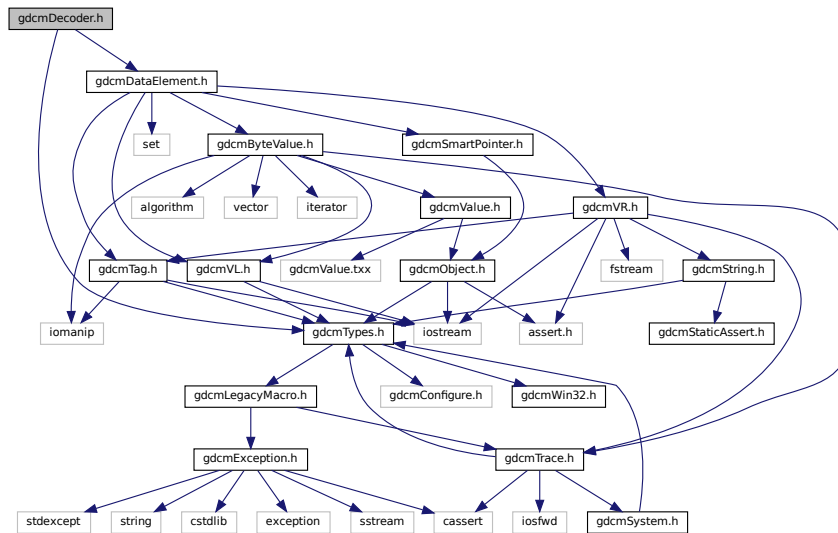 gdcmDecoder.h
gdcmDataElement.h
set
gdcmByteValue.h
gdcmSmartPointer.h
algorithm
vector
iterator
gdcmValue.h
gdcmVR.h
gdcmTag.h
gdcmVL.h
gdcmValue.txx
gdcmObject.h
fstream
gdcmString.h
iomanip
gdcmTypes.h
iostream
assert.h
gdcmStaticAssert.h
gdcmLegacyMacro.h
gdcmConfigure.h
gdcmWin32.h
gdcmException.h
gdcmTrace.h
stdexcept
string
cstdlib
exception
sstream
cassert
iosfwd
gdcmSystem.h